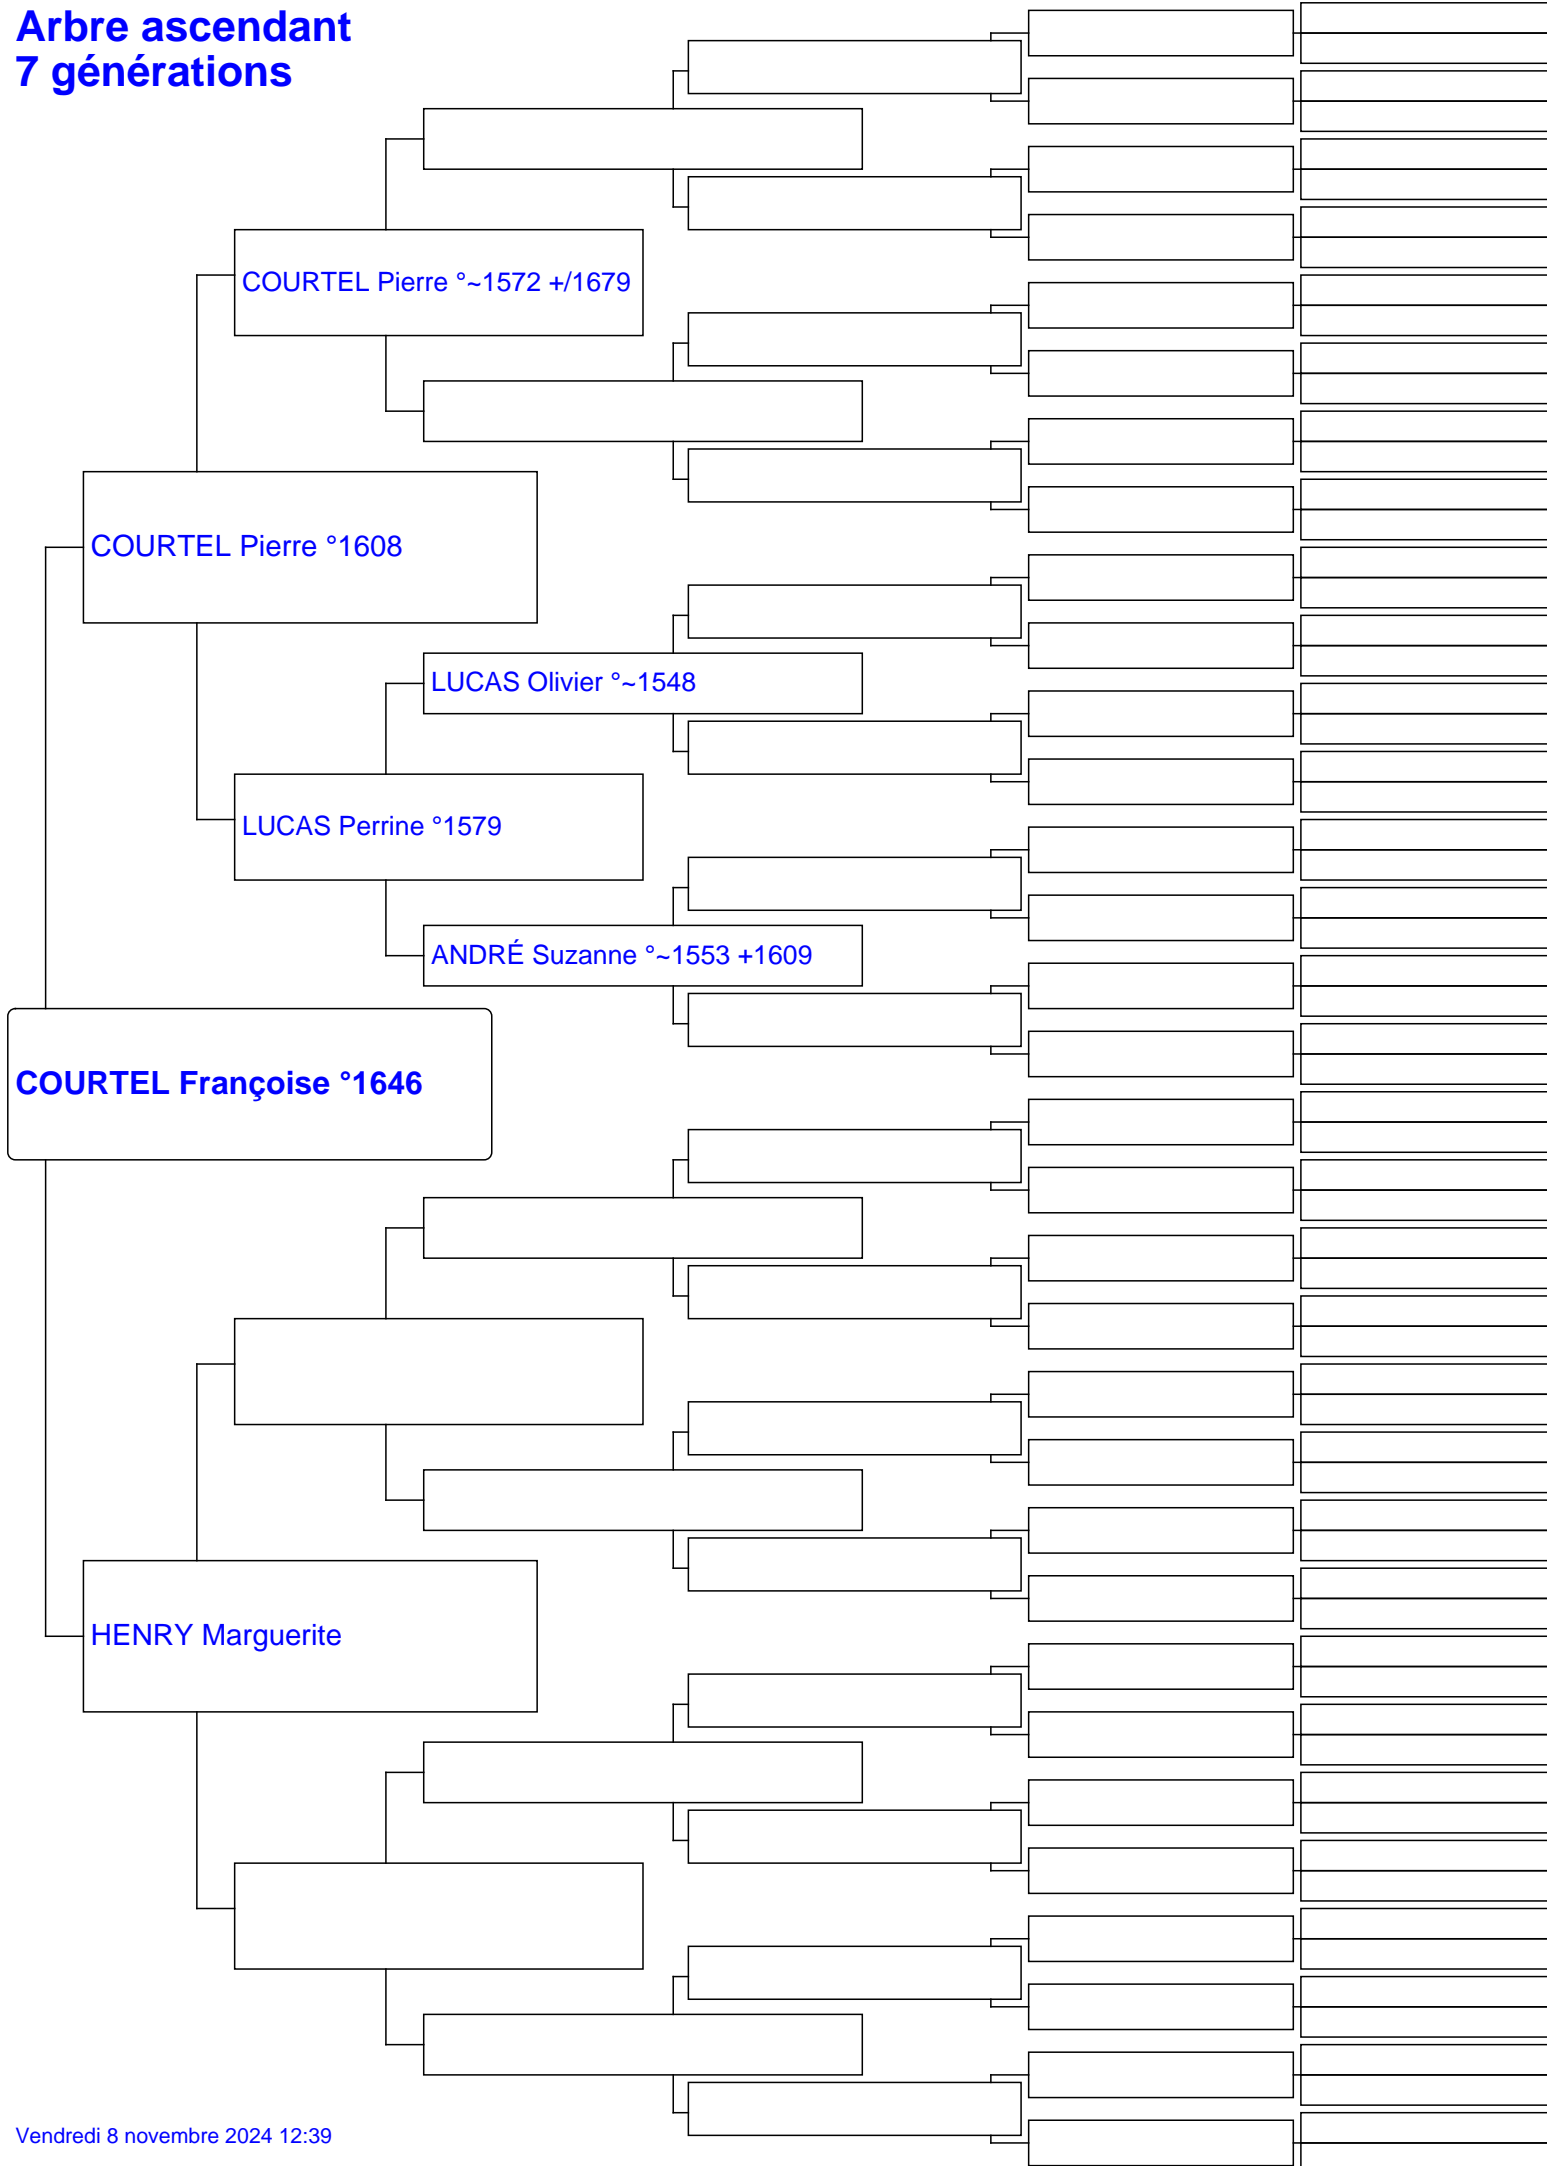 Arbre ascendant
7 générations
COURTEL Pierre °~1572 +/1679
COURTEL Pierre °1608
LUCAS Olivier °~1548
LUCAS Perrine °1579
ANDRÉ Suzanne °~1553 +1609
COURTEL Françoise °1646
HENRY Marguerite
Vendredi 8 novembre 2024 12:39